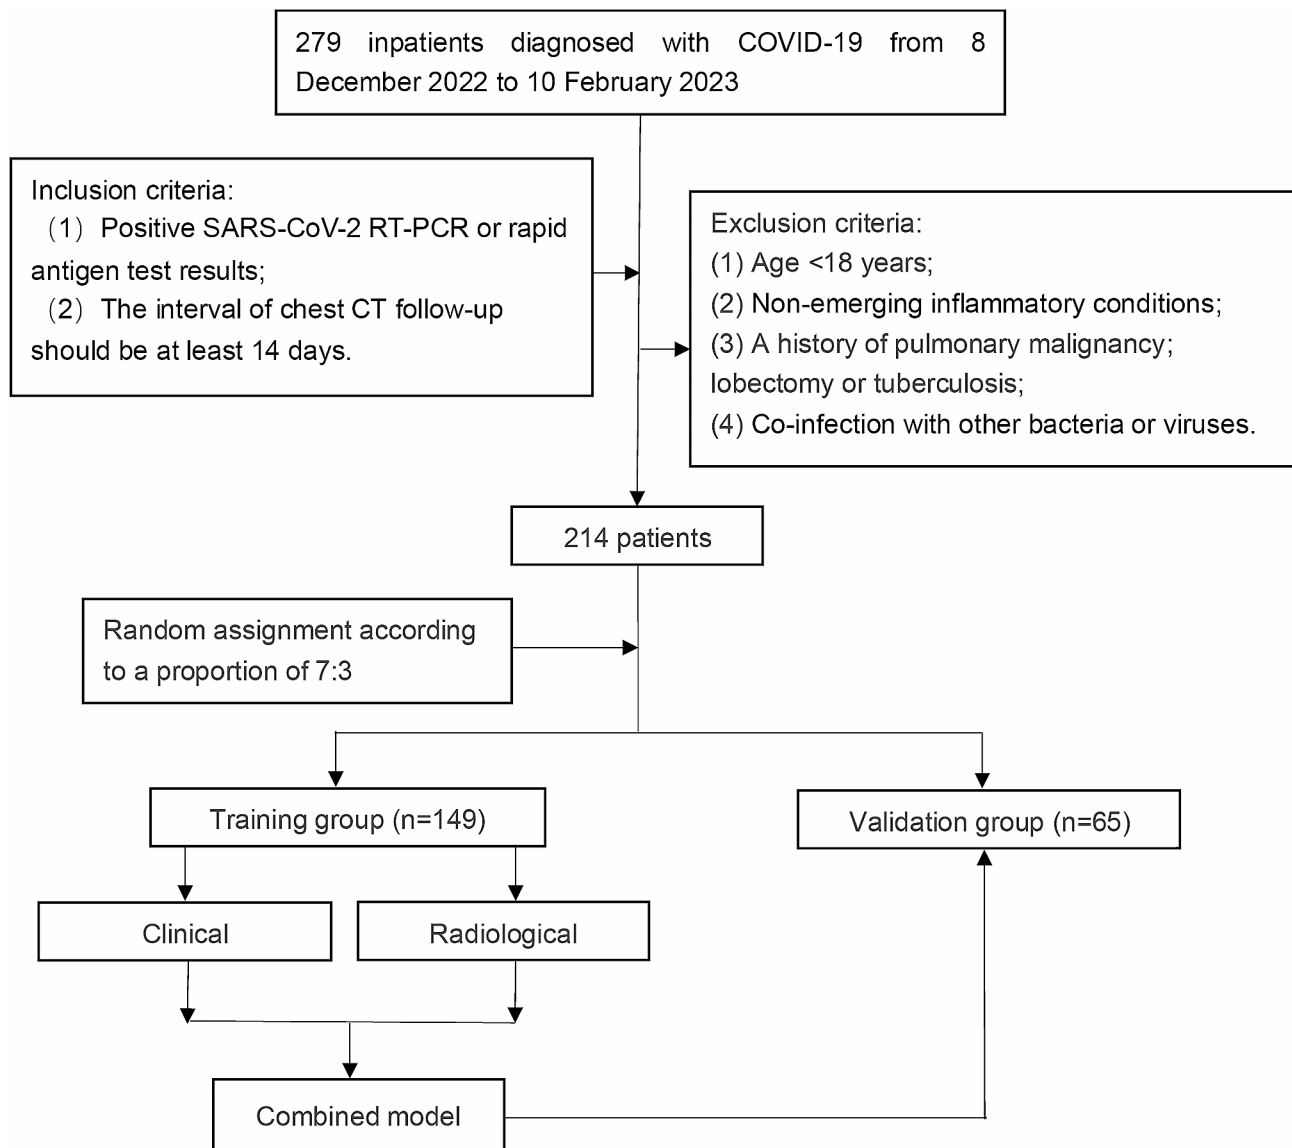 279 inpatients diagnosed with COVID-19 from 8
December 2022 to 10 February 2023
Inclusion criteria:
（1）Positive SARS-CoV-2 RT-PCR or rapid
antigen test results;
（2）The interval of chest CT follow-up
should be at least 14 days.
Exclusion criteria:
(1) Age <18 years;
(2) Non-emerging inflammatory conditions;
(3) A history of pulmonary malignancy;
lobectomy or tuberculosis;
(4) Co-infection with other bacteria or viruses.
214 patients
Random assignment according
to a proportion of 7:3
Training group (n=149)
Validation group (n=65)
Clinical
Radiological
Combined model